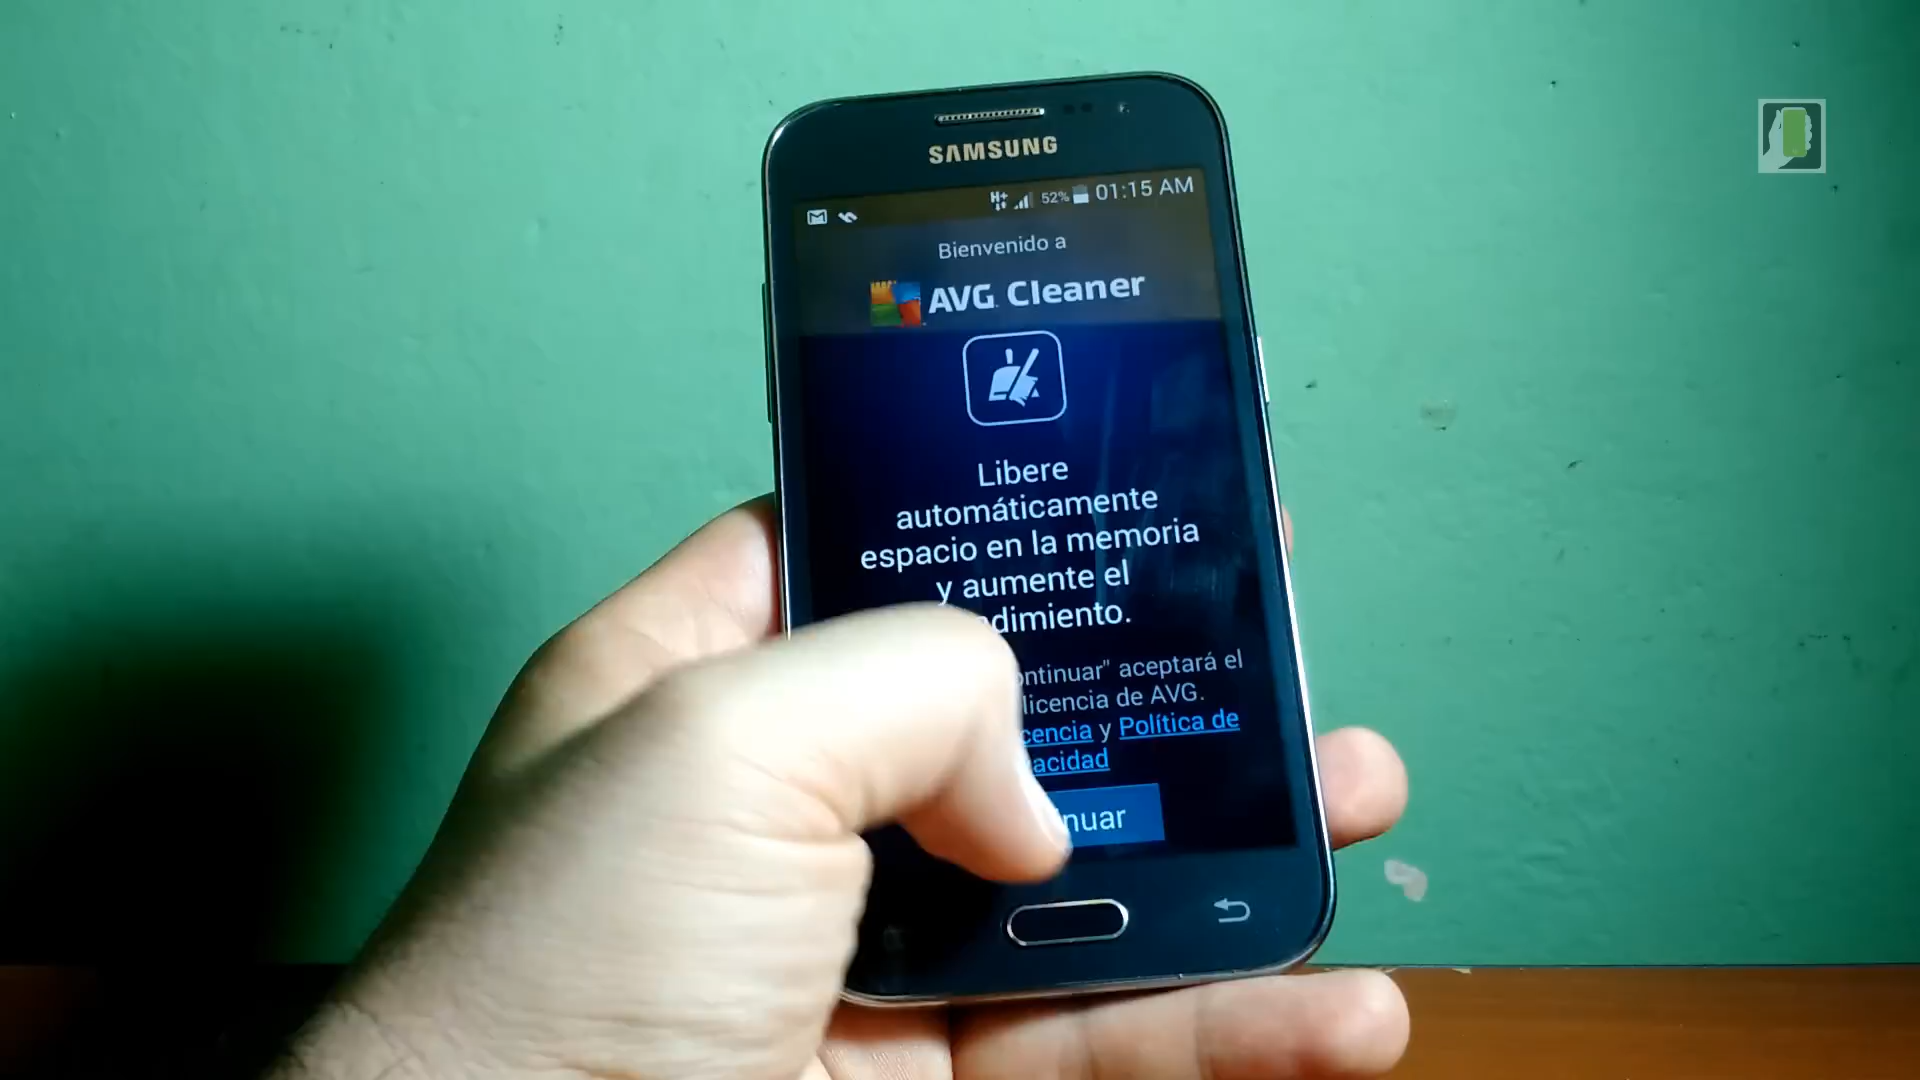 SAMSUNG
H+ 52% 01:15 AM
Bienvenido a
AVG Cleaner
Libere
automáticamente
espacio en la memoria
y aumente el
dimiento.
ontinuar" aceptará el
licencia de AVG.
cencia y Política de
acidad
nuar